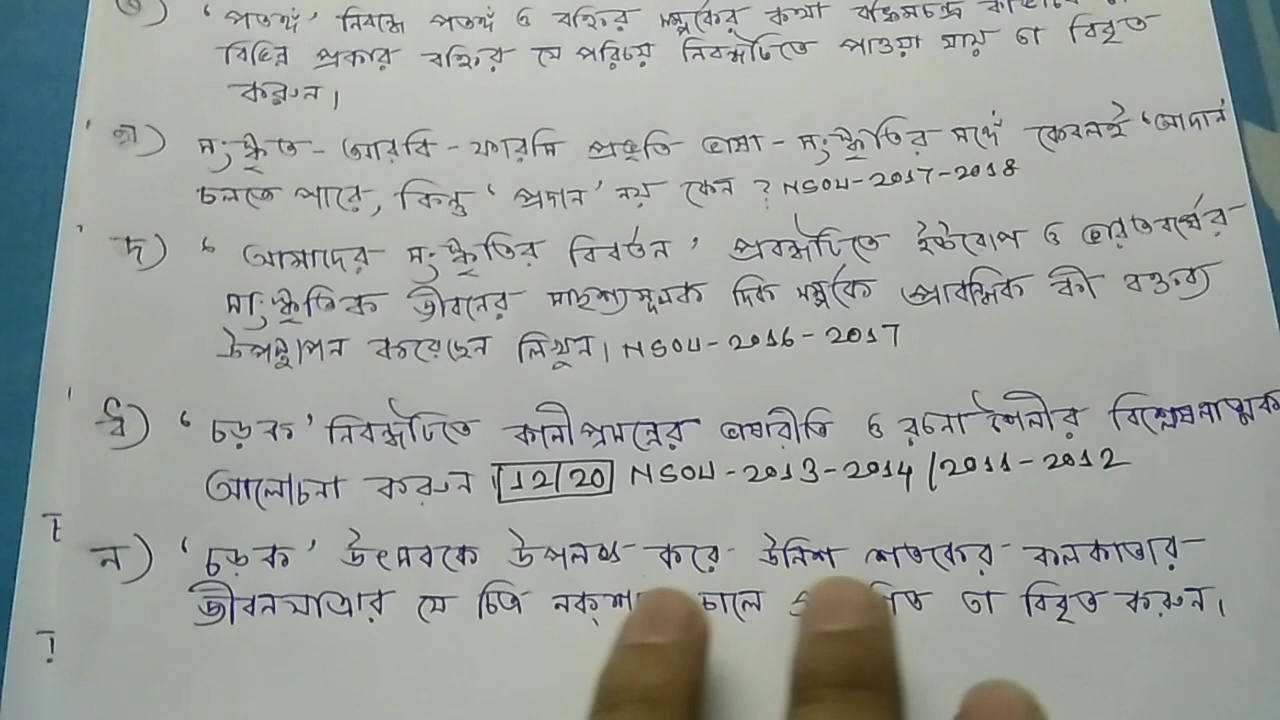 'পতঙ্গ' নিবন্ধে পতঙ্গ ও বহ্নির সম্পর্কের কথা বঙ্কিমচন্দ্র
বিভিন্ন প্রকার বহ্নির যে পরিচয় নিবন্ধটিতে পাওয়া যায় তা বিবৃত
করুন।
সংস্কৃত - আরবি - ফারসি প্রভৃতি ভাষা - সংস্কৃতির সঙ্গে কেবলই 'আদান'
চলতে পারে, কিন্তু 'প্রদান' নয় কেন ? NSOU-2017-2018
দ) 'আমাদের সংস্কৃতির বিবর্তন' প্রবন্ধটিতে ইউরোপ ও ভারতবর্ষের
সাংস্কৃতিক জীবনের সাদৃশ্যমূলক দিক সম্পর্কে প্রাবন্ধিক কী বক্তব্য
উপস্থাপন করেছেন লিখুন। NSOU-2016-2017
ধ) 'চড়ক' নিবন্ধটিতে কালীপ্রসন্নের ভাষারীতি ও রচনা শৈলীর বিশ্লেষণাত্মক
আলোচনা করুন 12/20 NSOU-2013-2014/2011-2012
ন) 'চড়ক' উৎসবকে উপলক্ষ করে উনিশ শতকের কলকাতার
জীবনযাত্রার যে চিত্র নক্‌শা চালে তা বিবৃত করুন।